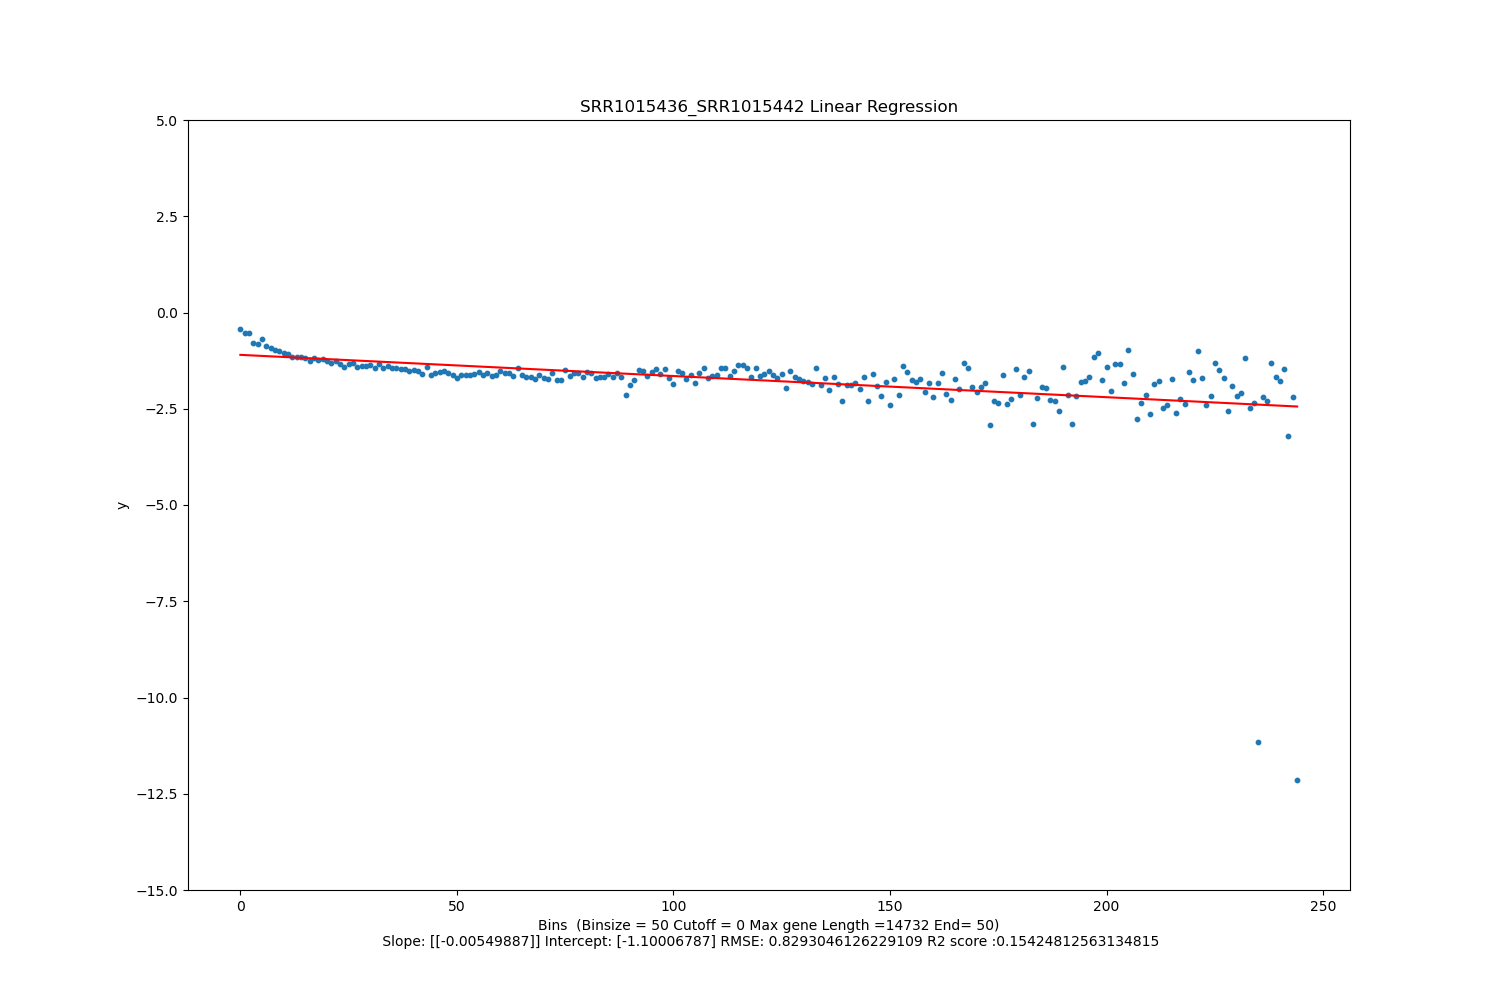 SRR1015436_SRR1015442 Linear Regression
5.0
2.5
0.0
−2.5
y
−5.0
−7.5
−10.0
−12.5
−15.0
0 50 100 150 200 250
Bins  (Binsize = 50 Cutoff = 0 Max gene Length =14732 End= 50)
Slope: [[-0.00549887]] Intercept: [-1.10006787] RMSE: 0.8293046126229109 R2 score :0.15424812563134815